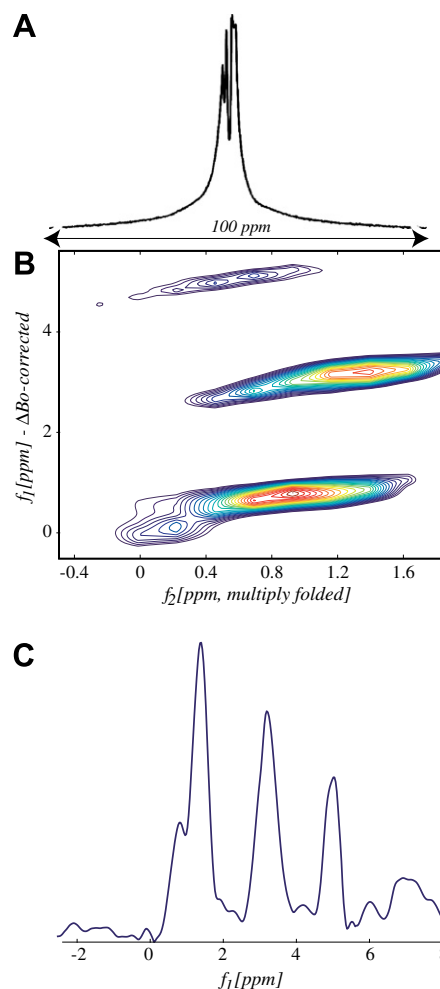 A
100 ppm
B
f1[ppm] - ΔBo-corrected
4
2
0
-0.4 0 0.4 0.8 1.2 1.6
f2[ppm, multiply folded]
C
-2 0 2 4 6 8
f1[ppm]